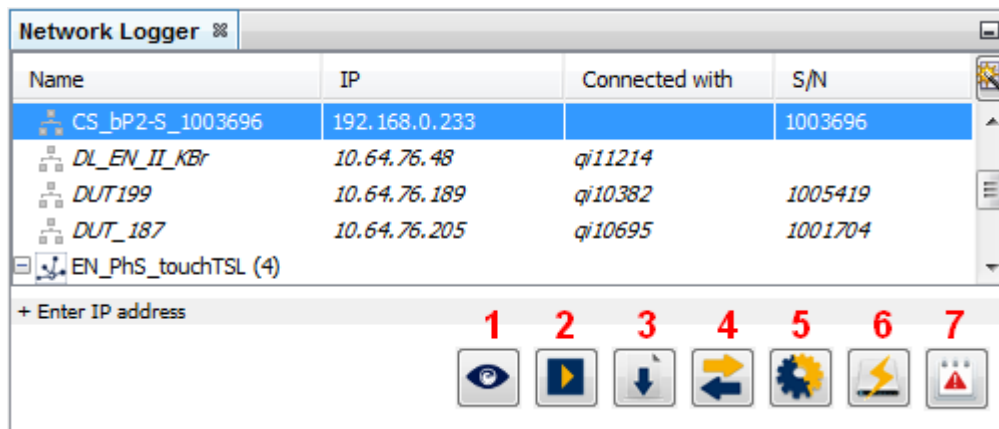 Network Logger
Name IP Connected with S/N
CS_bP2-S_1003696 192.168.0.233 1003696
DL_EN_II_KBr 10.64.76.48 qi11214
DUT199 10.64.76.189 qi10382 1005419
DUT_187 10.64.76.205 qi10695 1001704
EN_PhS_touchTSL (4)
+ Enter IP address
1 2 3 4 5 6 7